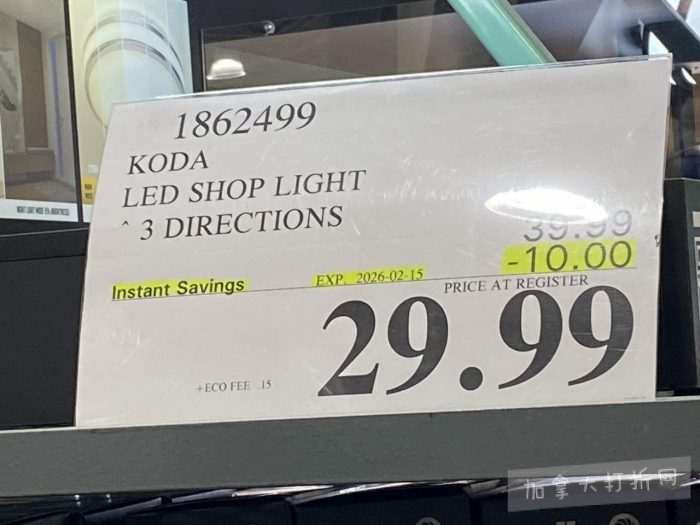 1862499
KODA
LED SHOP LIGHT
^ 3 DIRECTIONS
39.99
-10.00
Instant Savings
EXP. 2026-02-15
PRICE AT REGISTER
29.99
+ECO FEE .15
加拿大打折网